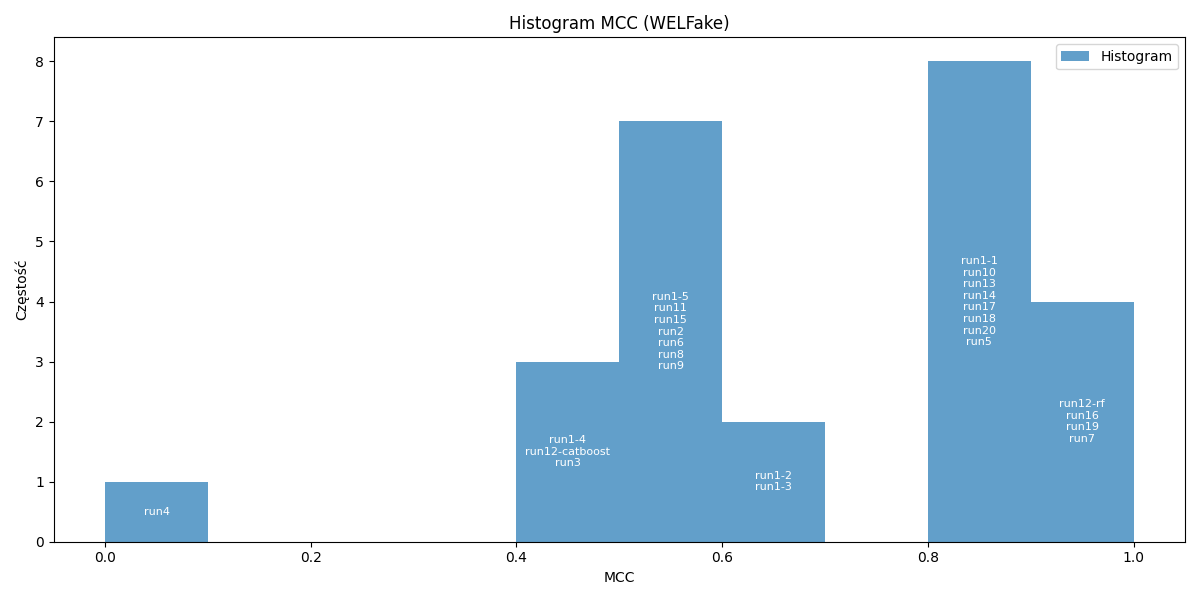 Histogram MCC (WELFake)
Histogram
Częstość
8
7
6
5
4
3
2
1
0
run4
run1-4
run12-catboost
run3
run1-5
run11
run15
run2
run6
run8
run9
run1-2
run1-3
run1-1
run10
run13
run14
run17
run18
run20
run5
run12-rf
run16
run19
run7
0.0 0.2 0.4 0.6 0.8 1.0
MCC